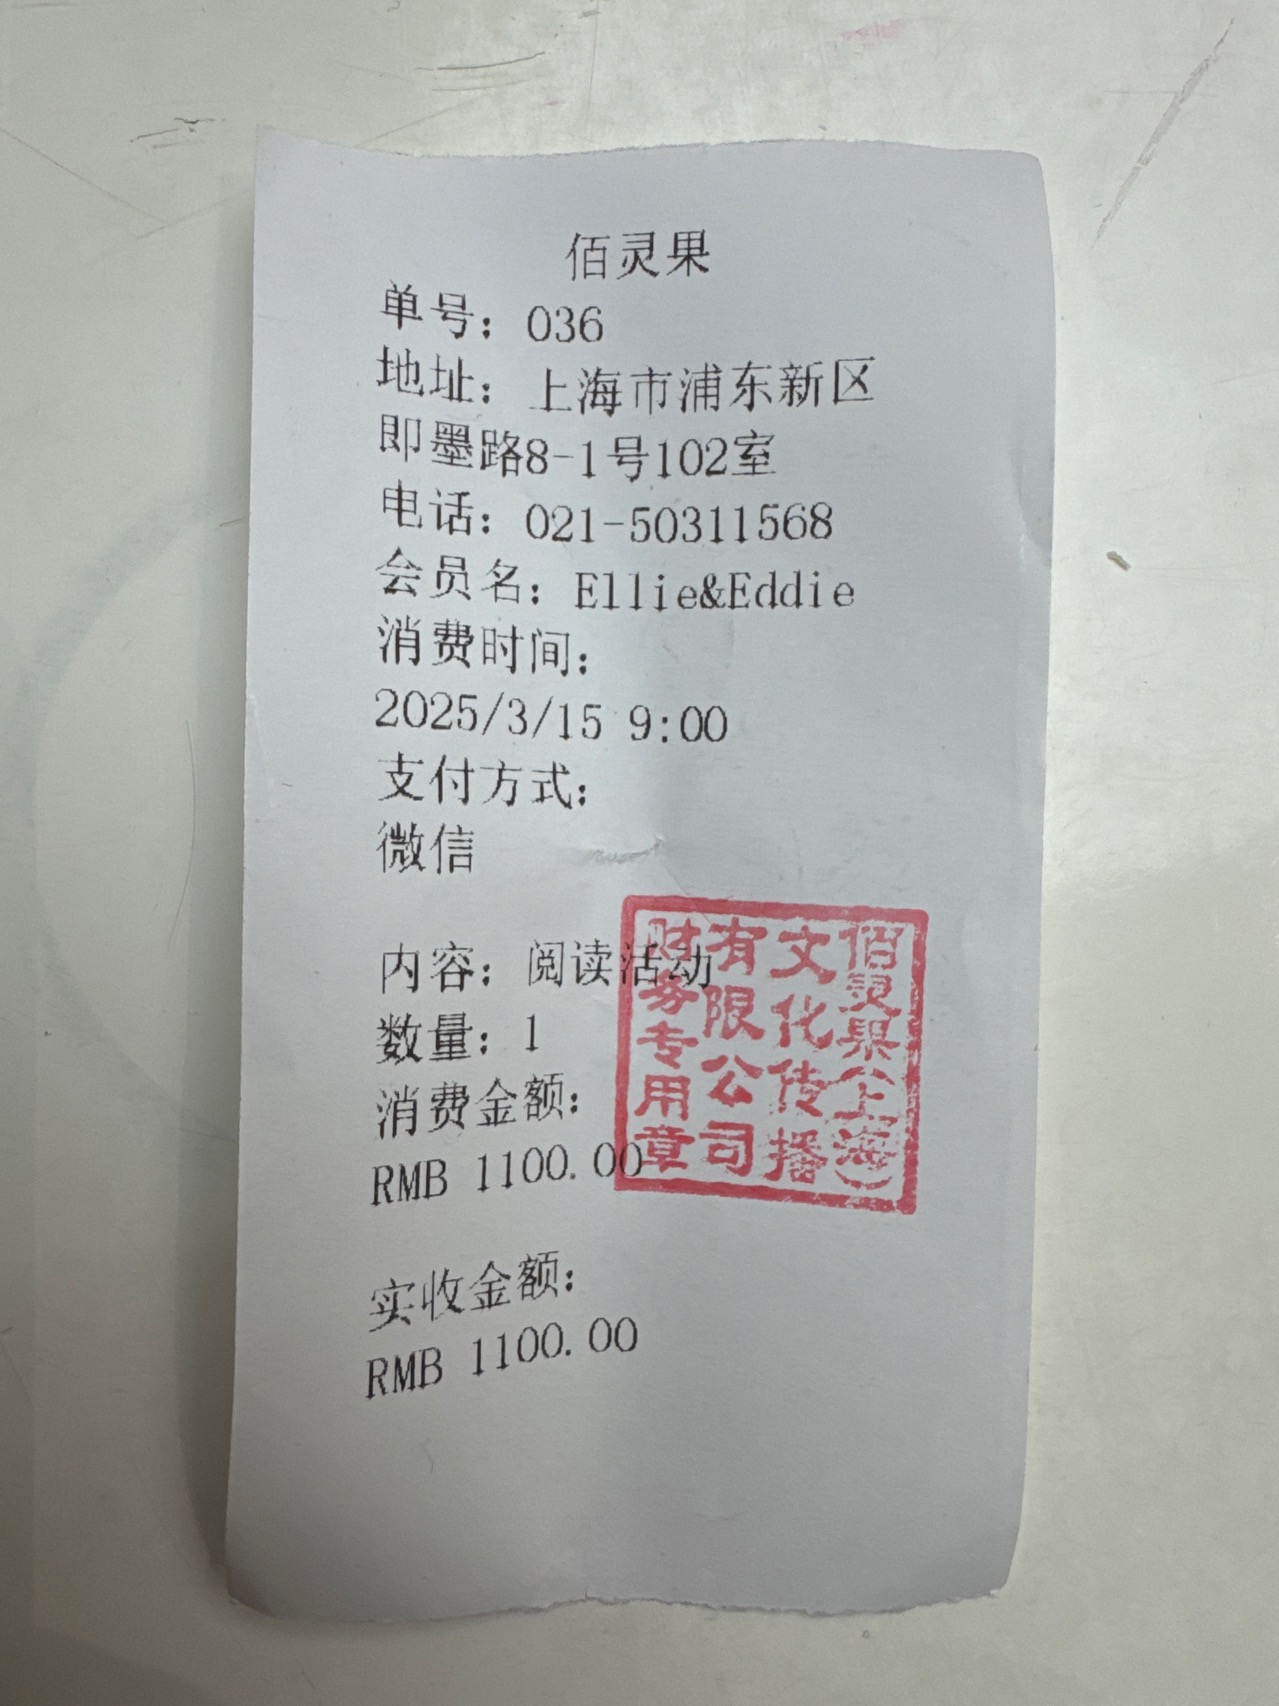 佰灵果
单号：036
地址：上海市浦东新区
即墨路8-1号102室
电话：021-50311568
会员名：Ellie&Eddie
消费时间：
2025/3/15 9:00
支付方式：
微信
内容：阅读活动
数量：1
消费金额：
RMB 1100.00
实收金额：
RMB 1100.00
佰灵果（上海）
文化传播
有限公司
财务专用章